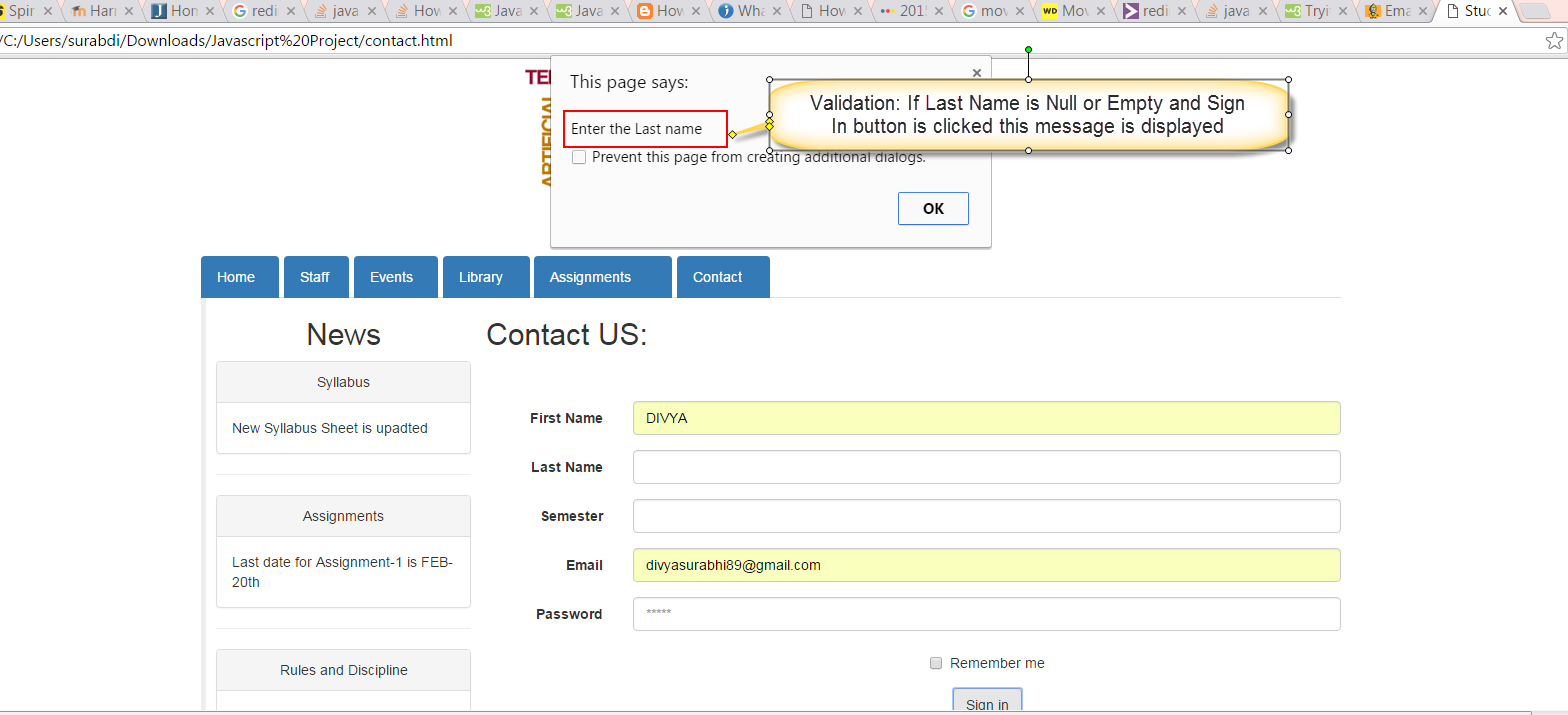 Spir Harr Hon redi java How Java Java How Wha How 201 mov Mov redi java Tryi Ema Stuc
/C:/Users/surabdi/Downloads/Javascript%20Project/contact.html
This page says:
Enter the Last name
Prevent this page from creating additional dialogs.
OK
Validation: If Last Name is Null or Empty and Sign
In button is clicked this message is displayed
Home Staff Events Library Assignments Contact
News
Syllabus
New Syllabus Sheet is upadted
Assignments
Last date for Assignment-1 is FEB-
20th
Rules and Discipline
Contact US:
First Name DIVYA
Last Name
Semester
Email divyasurabhi89@gmail.com
Password *****
Remember me
Sign in